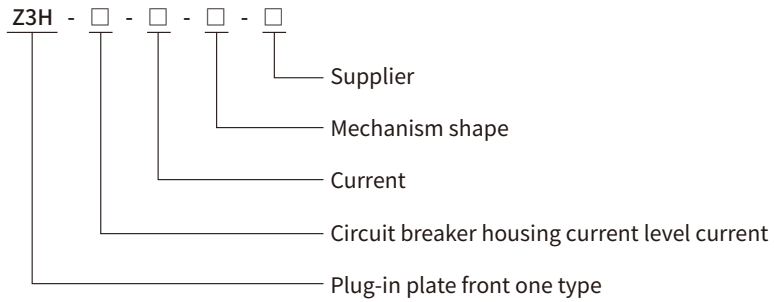 Z3H - □ - □ - □ - □
Supplier
Mechanism shape
Current
Circuit breaker housing current level current
Plug-in plate front one type